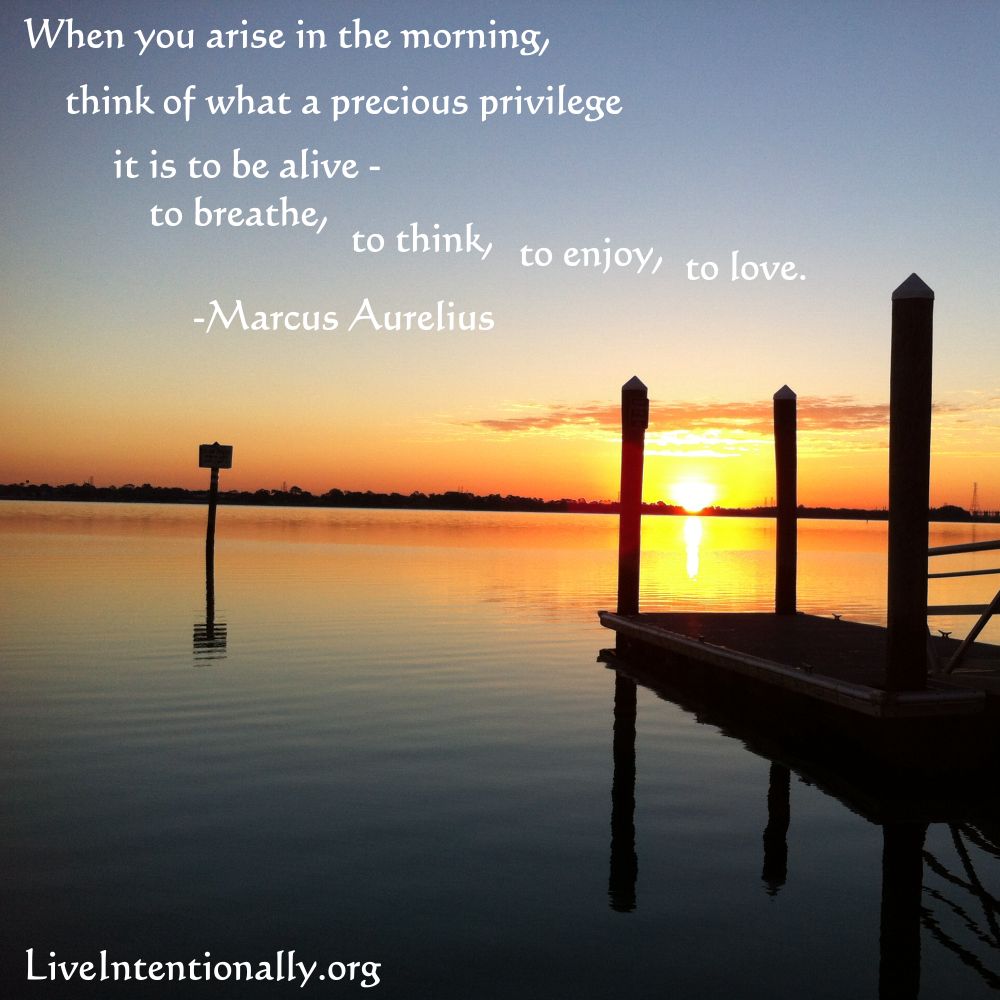 When you arise in the morning,
think of what a precious privilege
it is to be alive -
to breathe,
to think,
to enjoy,
to love.
-Marcus Aurelius
LiveIntentionally.org